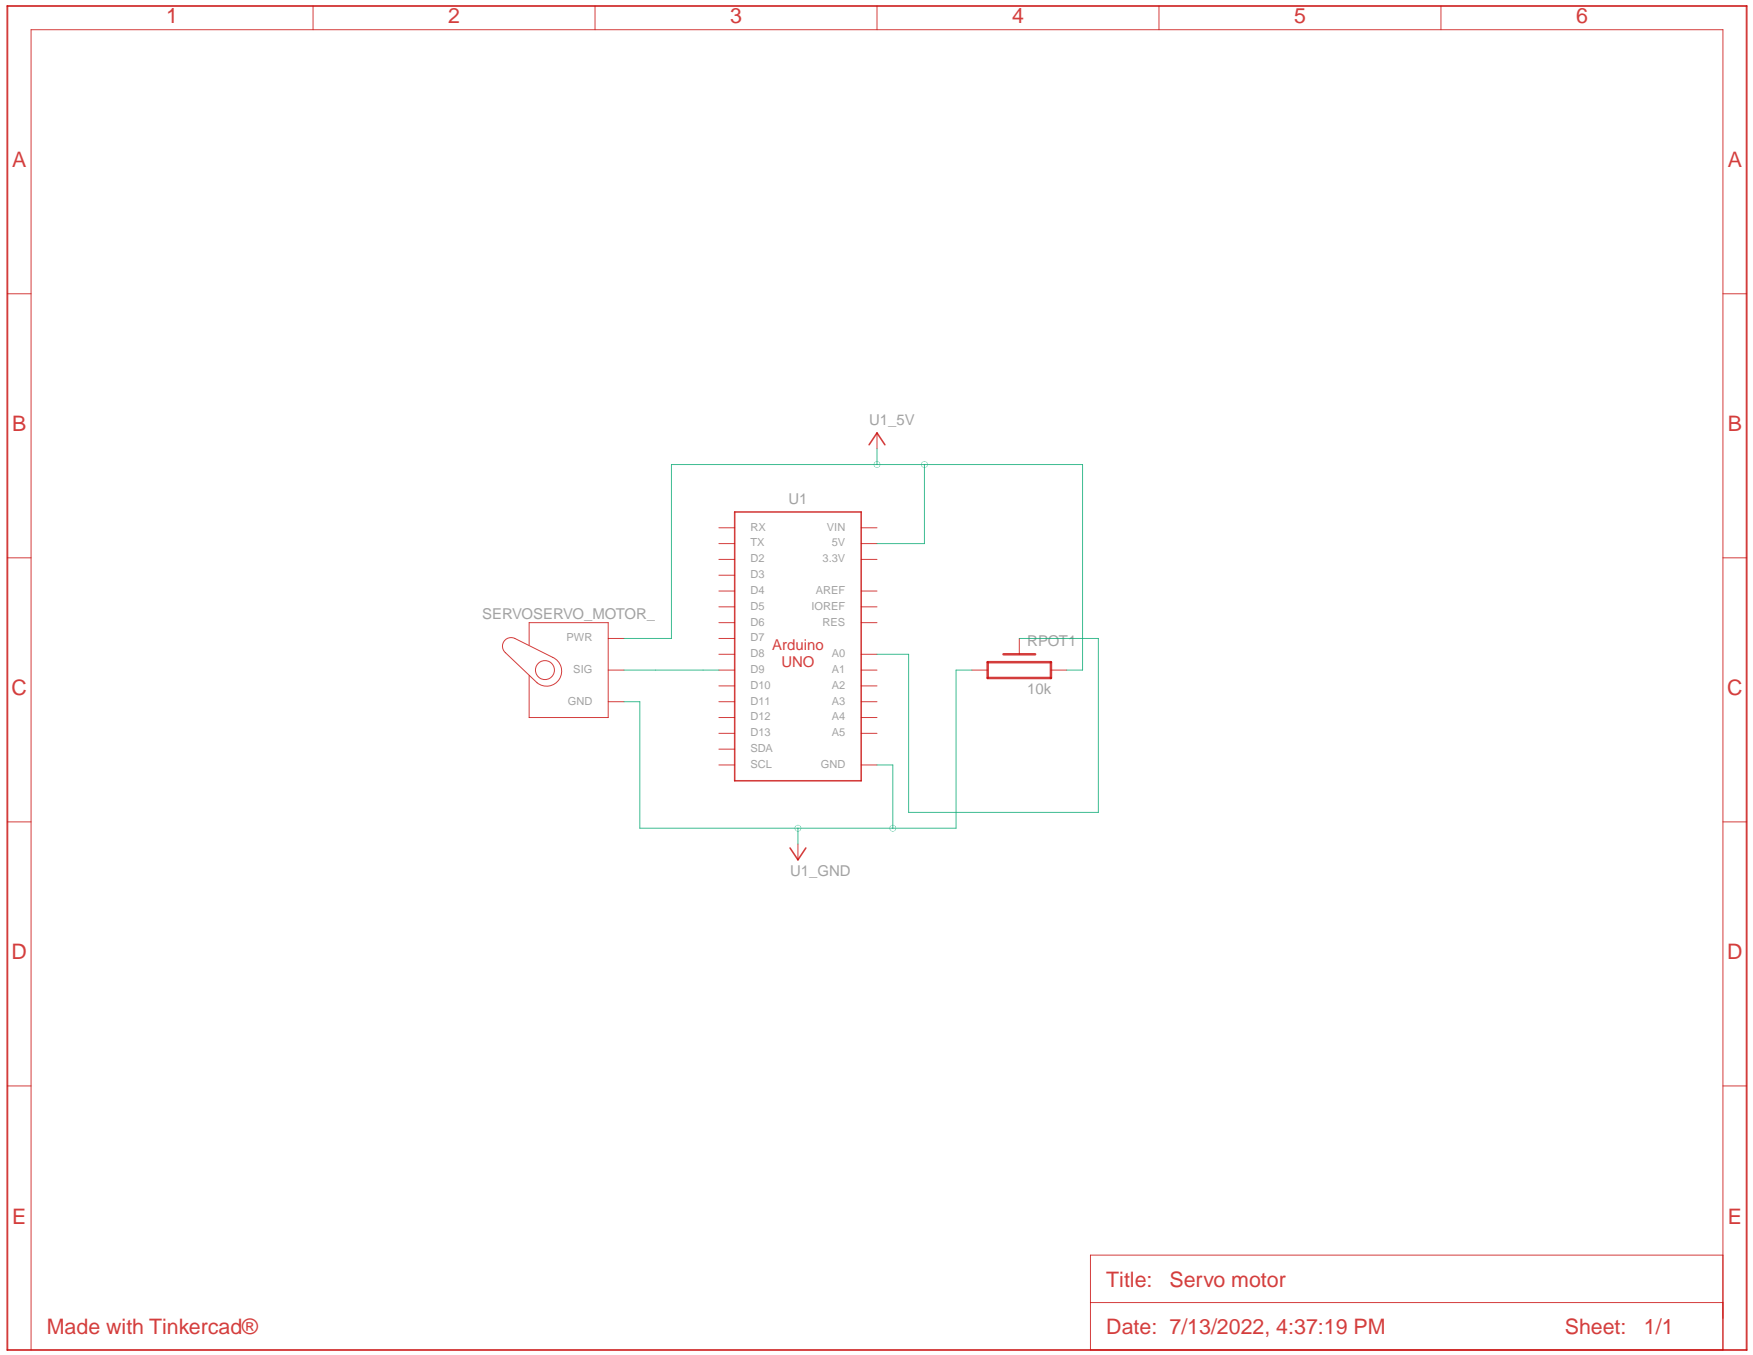 1 2 3 4 5 6
A A
B B
U1_5V
U1
RX VIN
TX 5V
D2 3.3V
D3
D4 AREF
D5 IOREF
SERVOSERVO_MOTOR_
D6 RES
PWR D7 RPOT1
Arduino
D8 A0
UNO
SIG D9 A1
C D10 A2 10k C
GND D11 A3
D12 A4
D13 A5
SDA
SCL GND
U1_GND
D D
E E
Title: Servo motor
Made with Tinkercad®
Date: 7/13/2022, 4:37:19 PM Sheet: 1/1